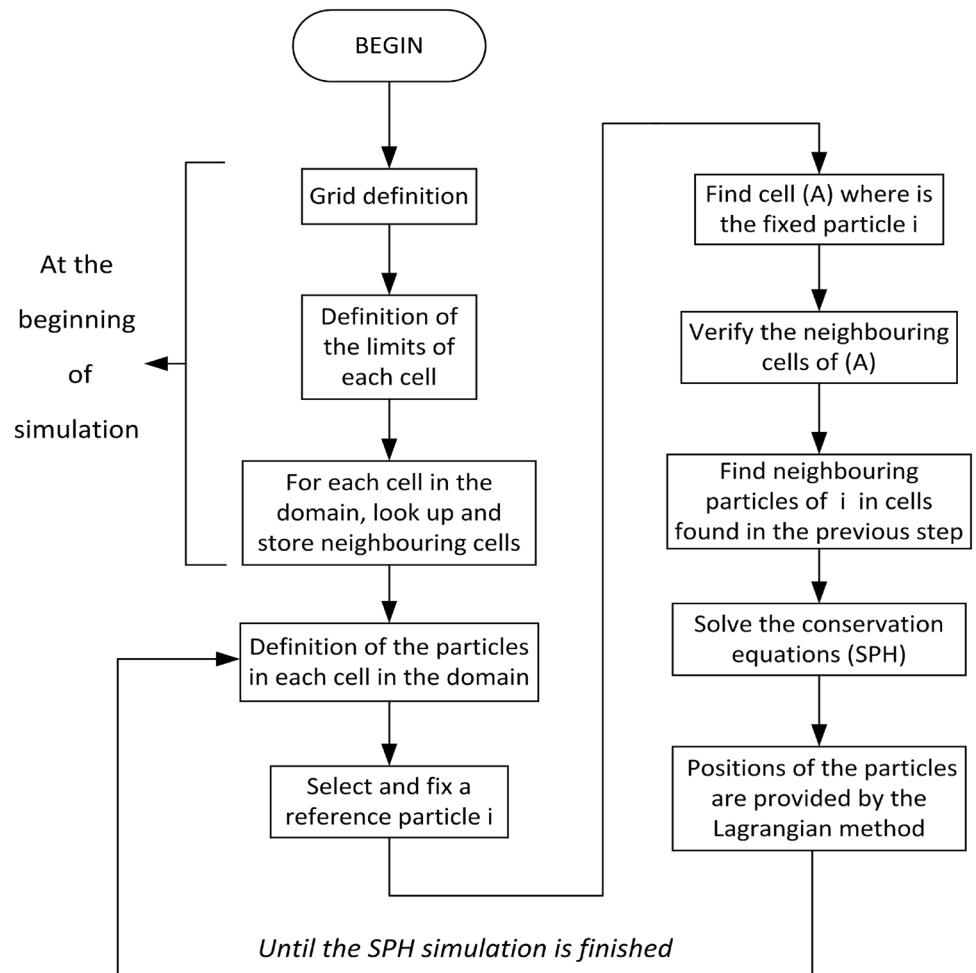 BEGIN
At the
beginning
of
simulation
Grid definition
Definition of
the limits of
each cell
For each cell in the
domain, look up and
store neighbouring cells
Definition of the particles
in each cell in the domain
Select and fix a
reference particle i
Find cell (A) where is
the fixed particle i
Verify the neighbouring
cells of (A)
Find neighbouring
particles of i in cells
found in the previous step
Solve the conservation
equations (SPH)
Positions of the particles
are provided by the
Lagrangian method
Until the SPH simulation is finished